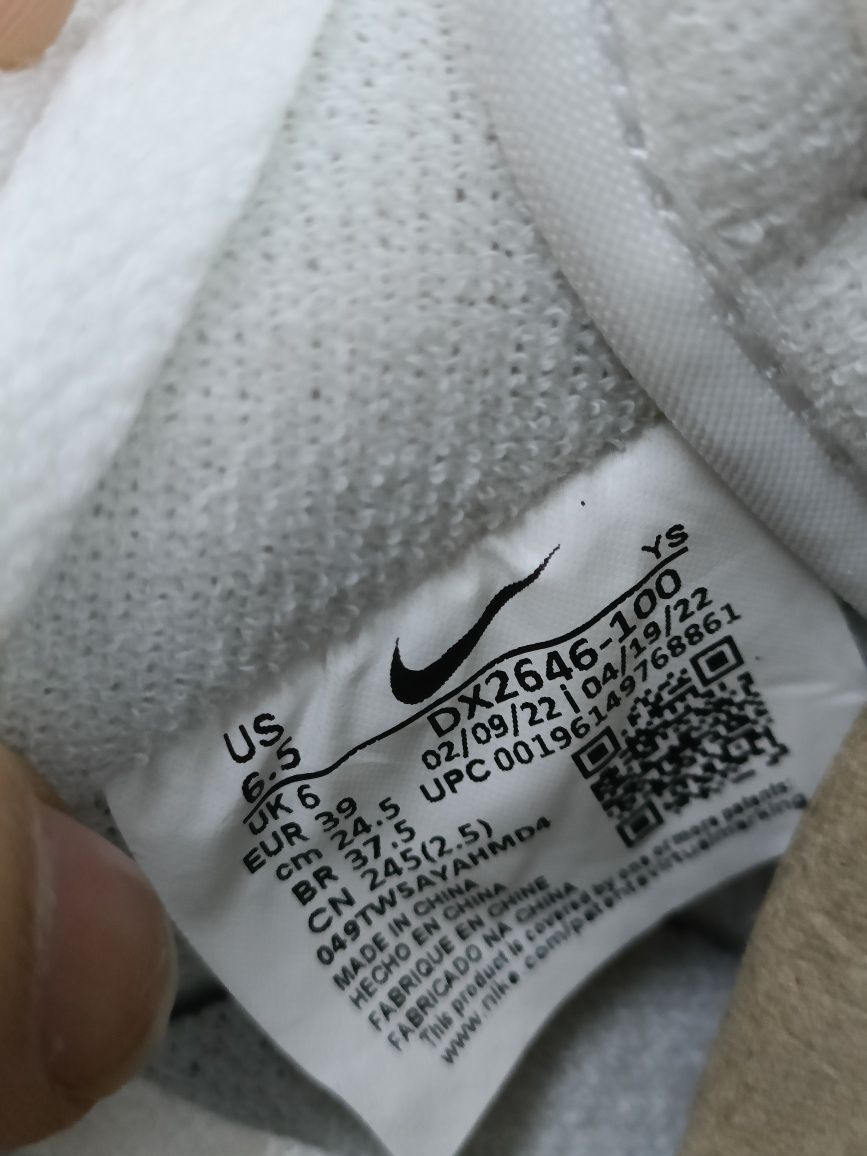 YS
US
6.5
DX2646-100
02/09/22 | 04/19/22
UPC 00196149768861
UK 6
EUR 39
cm 24.5
BR 37.5
CN 245(2.5)
049TW5AYAHMD4
MADE IN CHINA
HECHO EN CHINA
FABRIQUE EN CHINE
FABRICADO NA CHINA
This product is covered by one or more patents:
www.nike.com/patentsvirtualmarking